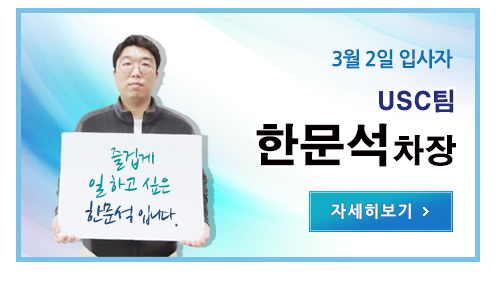 3월 2일 입사자
USC팀
한문석차장
자세히보기 >
즐겁게
일하고 싶은
한문석입니다.